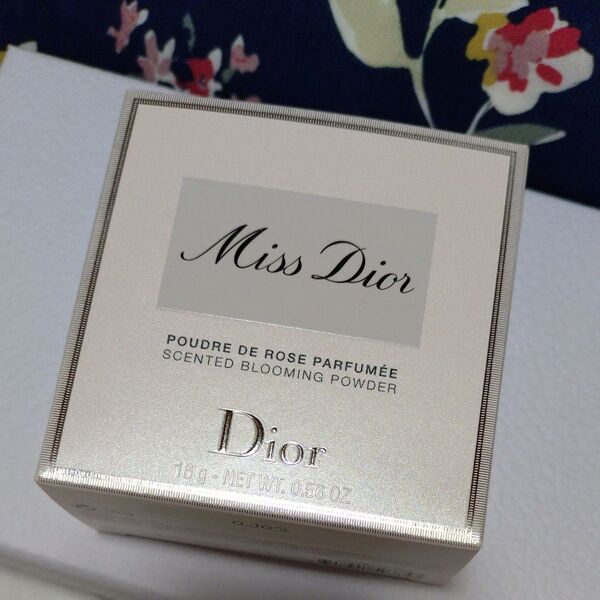 Miss Dior
POUDRE DE ROSE PARFUMÉE
SCENTED BLOOMING POWDER
Dior
16 g - NET WT. 0.56 OZ